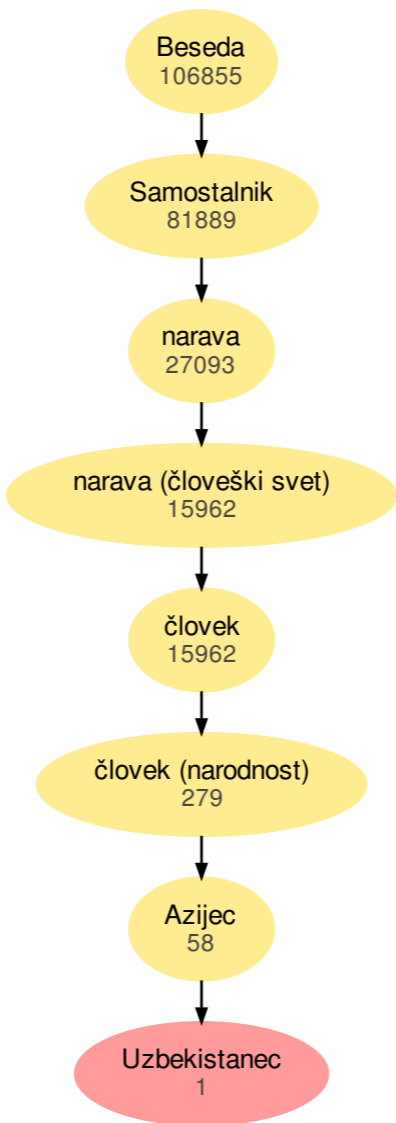 Beseda
106855
Samostalnik
81889
narava
27093
narava (človeški svet)
15962
človek
15962
človek (narodnost)
279
Azijec
58
Uzbekistanec
1